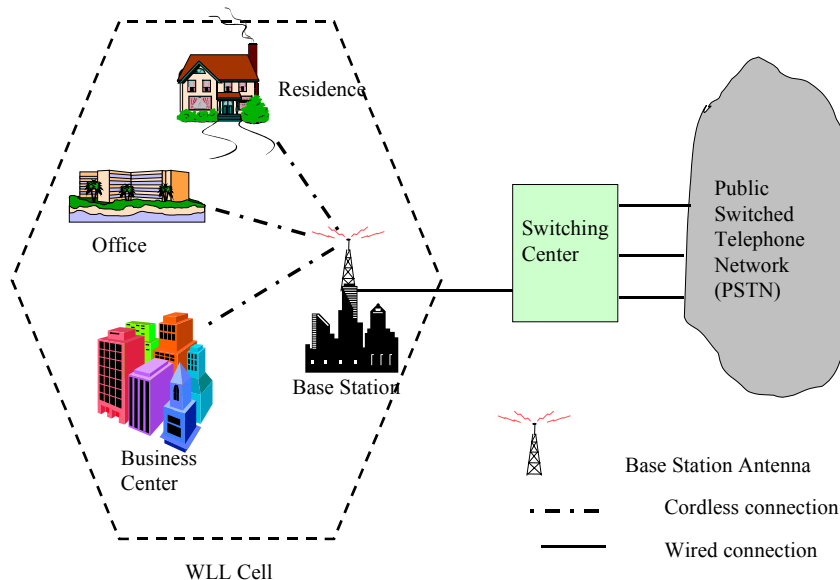 Residence
Office
Business
Center
Base Station
WLL Cell
Switching
Center
Public
Switched
Telephone
Network
(PSTN)
Base Station Antenna
Cordless connection
Wired connection